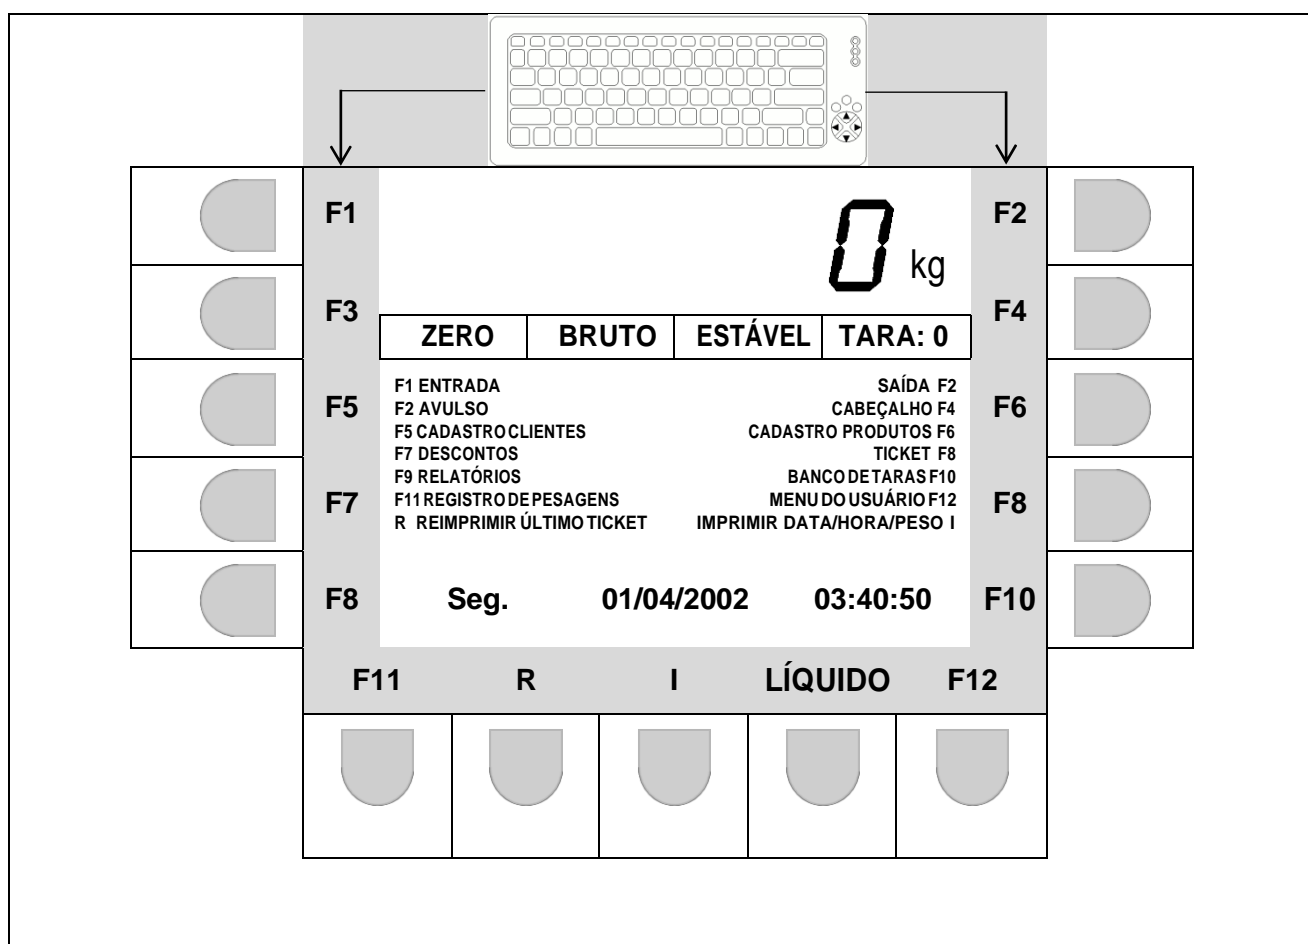 F1
F2
0 kg
F3
F4
ZERO BRUTO ESTÁVEL TARA: 0
F5
F6
F1 ENTRADA SAÍDA F2
F2 AVULSO CABEÇALHO F4
F5 CADASTRO CLIENTES CADASTRO PRODUTOS F6
F7 DESCONTOS TICKET F8
F9 RELATÓRIOS BANCO DE TARAS F10
F11 REGISTRO DE PESAGENS MENU DO USUÁRIO F12
R REIMPRIMIR ÚLTIMO TICKET IMPRIMIR DATA/HORA/PESO I
F7
F8
F8
Seg. 01/04/2002 03:40:50
F10
F11 R I LÍQUIDO F12